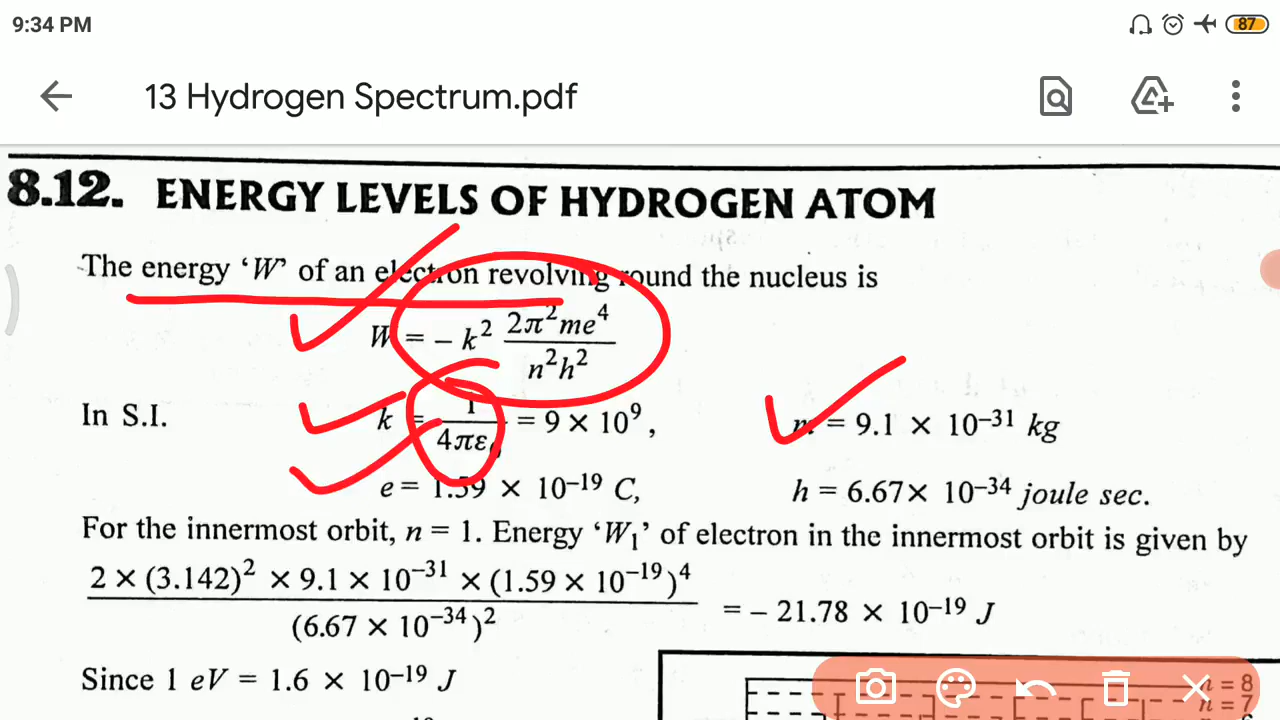 9:34 PM 87
13 Hydrogen Spectrum.pdf
8.12. ENERGY LEVELS OF HYDROGEN ATOM
The energy ‘W’ of an electron revolving round the nucleus is
W = – k² 2π²me⁴ / n²h²
In S.I. k = 1 / 4πε₀ = 9 × 10⁹, m = 9.1 × 10⁻³¹ kg
e = 1.59 × 10⁻¹⁹ C, h = 6.67× 10⁻³⁴ joule sec.
For the innermost orbit, n = 1. Energy ‘W₁’ of electron in the innermost orbit is given by
2 × (3.142)² × 9.1 × 10⁻³¹ × (1.59 × 10⁻¹⁹)⁴ / (6.67 × 10⁻³⁴)² = – 21.78 × 10⁻¹⁹ J
Since 1 eV = 1.6 × 10⁻¹⁹ J
n = 8
n = 7